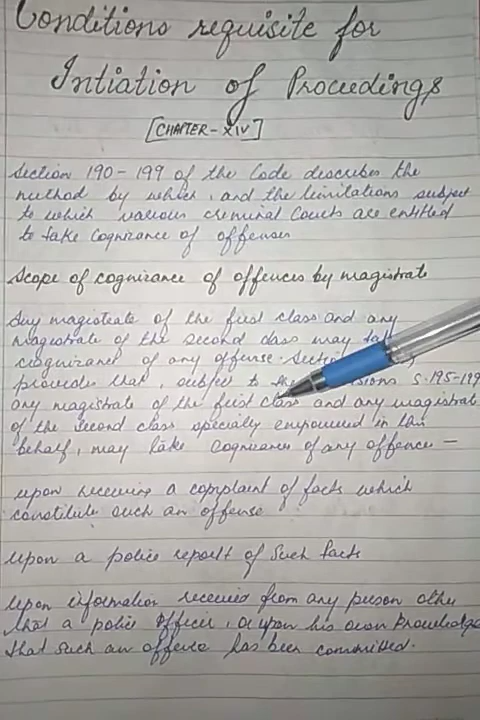 Conditions requisite for
Intiation of Proceedings
[CHAPTER-XIV]
Section 190-199 of the Code describes the
method by which, and the limitations subject
to which various criminal Courts are entitled
to take Cognizance of offenses
Scope of cognizance of offences by magistrate
Any magistrate of the first class and any
magistrate of the second class may
cognizance of any offense.
provides that, subject to the S.195-199
any magistrate of the first class and any magistrate
of the second class specially empowered in this
behalf, may take Cognizance of any offence —
upon receiving a complaint of facts which
constitute such an offense
upon a police report of such facts
upon information received from any person other
that a police officer, or upon his own knowledge
that such an offence has been committed.